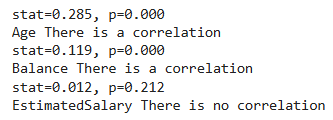 stat=0.285, p=0.000
Age There is a correlation
stat=0.119, p=0.000
Balance There is a correlation
stat=0.012, p=0.212
EstimatedSalary There is no correlation